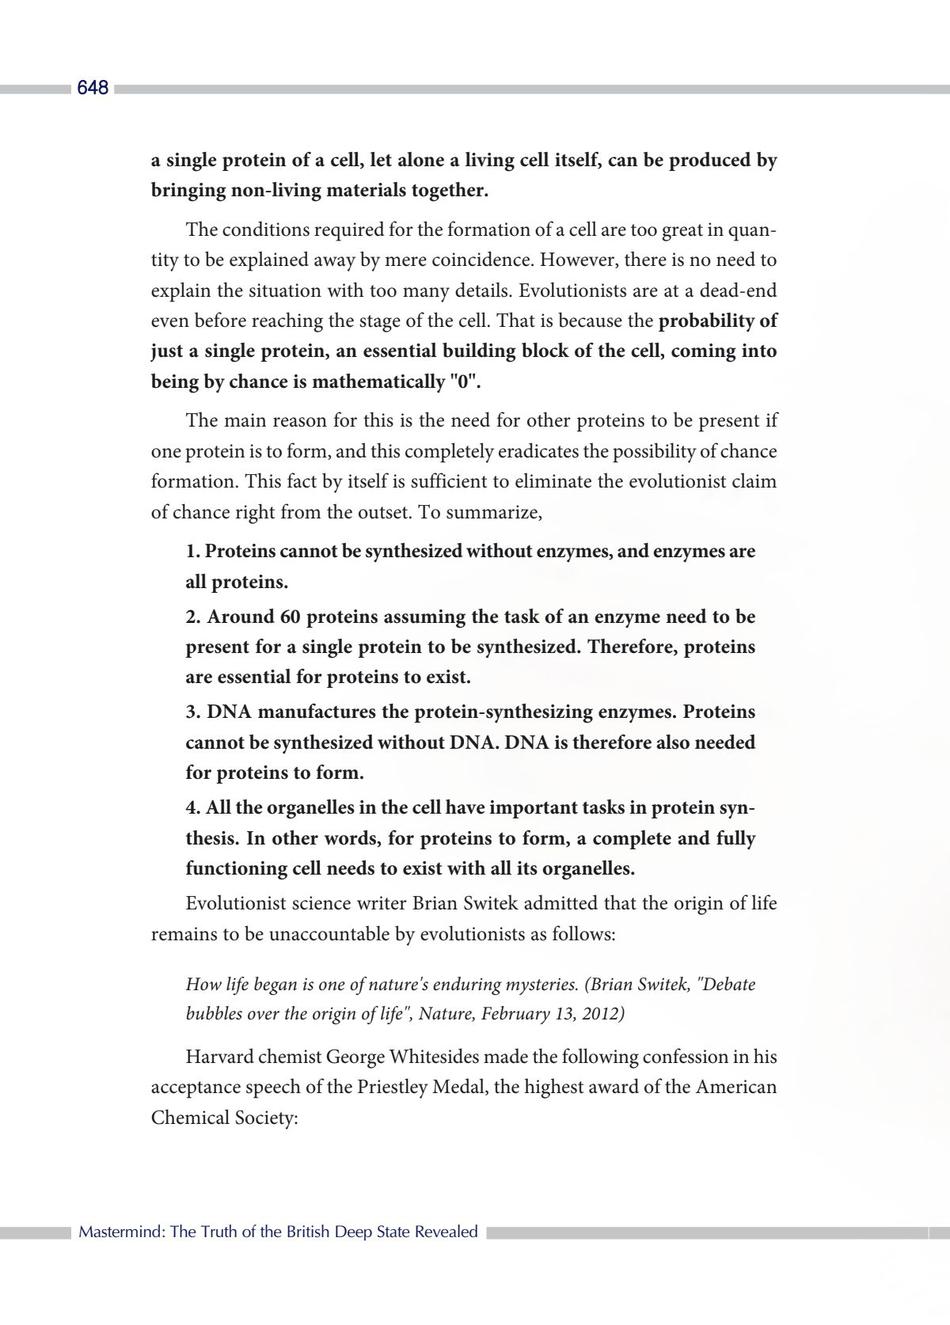 648
a single protein of a cell, let alone a living cell itself, can be produced by
bringing non-living materials together.
The conditions required for the formation of a cell are too great in quan-
tity to be explained away by mere coincidence. However, there is no need to
explain the situation with too many details. Evolutionists are at a dead-end
even before reaching the stage of the cell. That is because the probability of
just a single protein, an essential building block of the cell, coming into
being by chance is mathematically "0".
The main reason for this is the need for other proteins to be present if
one protein is to form, and this completely eradicates the possibility of chance
formation. This fact by itself is sufficient to eliminate the evolutionist claim
of chance right from the outset. To summarize,
1. Proteins cannot be synthesized without enzymes, and enzymes are
all proteins.
2. Around 60 proteins assuming the task of an enzyme need to be
present for a single protein to be synthesized. Therefore, proteins
are essential for proteins to exist.
3. DNA manufactures the protein-synthesizing enzymes. Proteins
cannot be synthesized without DNA. DNA is therefore also needed
for proteins to form.
4. All the organelles in the cell have important tasks in protein syn-
thesis. In other words, for proteins to form, a complete and fully
functioning cell needs to exist with all its organelles.
Evolutionist science writer Brian Switek admitted that the origin of life
remains to be unaccountable by evolutionists as follows:
How life began is one of nature's enduring mysteries. (Brian Switek, "Debate
bubbles over the origin of life", Nature, February 13, 2012)
Harvard chemist George Whitesides made the following confession in his
acceptance speech of the Priestley Medal, the highest award of the American
Chemical Society:
Mastermind: The Truth of the British Deep State Revealed